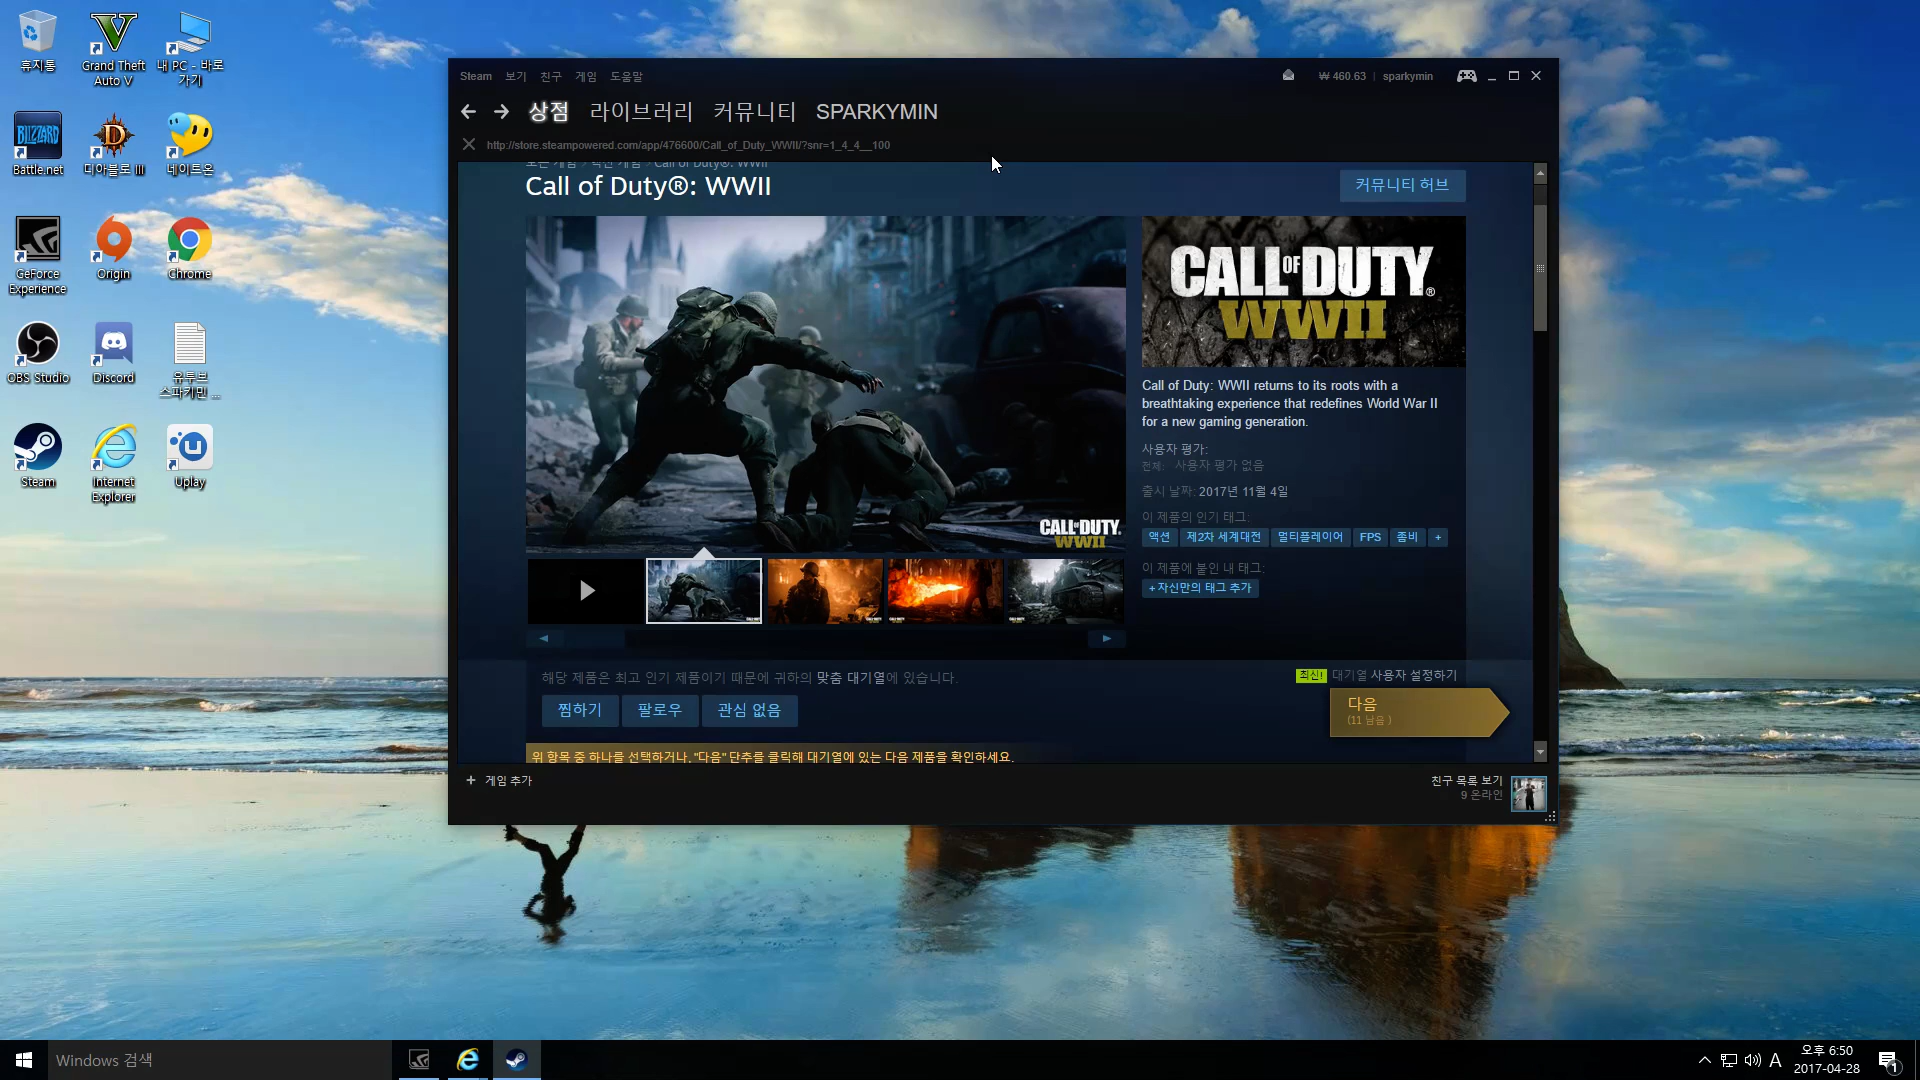 휴지통
Grand Theft Auto V
내 PC - 바로 가기
Battle.net
디아블로 III
네이트온
GeForce Experience
Origin
Chrome
OBS Studio
Discord
유투브 스파키민 ...
Steam
Internet Explorer
Uplay
BLIZZARD
Steam 보기 친구 게임 도움말
₩ 460.63 | sparkymin
상점 라이브러리 커뮤니티 SPARKYMIN
http://store.steampowered.com/app/476600/Call_of_Duty_WWII/?snr=1_4_4__100
Call of Duty®: WWII
커뮤니티 허브
CALL OF DUTY®
WWII
Call of Duty: WWII returns to its roots with a
breathtaking experience that redefines World War II
for a new gaming generation.
사용자 평가:
전체: 사용자 평가 없음
출시 날짜: 2017년 11월 4일
이 제품의 인기 태그:
액션 제2차 세계대전 멀티플레이어 FPS 좀비 +
이 제품에 붙인 내 태그:
+ 자신만의 태그 추가
CALL OF DUTY.
WWII
해당 제품은 최고 인기 제품이기 때문에 귀하의 맞춤 대기열에 있습니다.
최신! 대기열 사용자 설정하기
찜하기 팔로우 관심 없음
다음
(11 남음 )
위 항목 중 하나를 선택하거나, "다음" 단추를 클릭해 대기열에 있는 다음 제품을 확인하세요.
+ 게임 추가
친구 목록 보기
9 온라인
Windows 검색
A
오후 6:50
2017-04-28
1